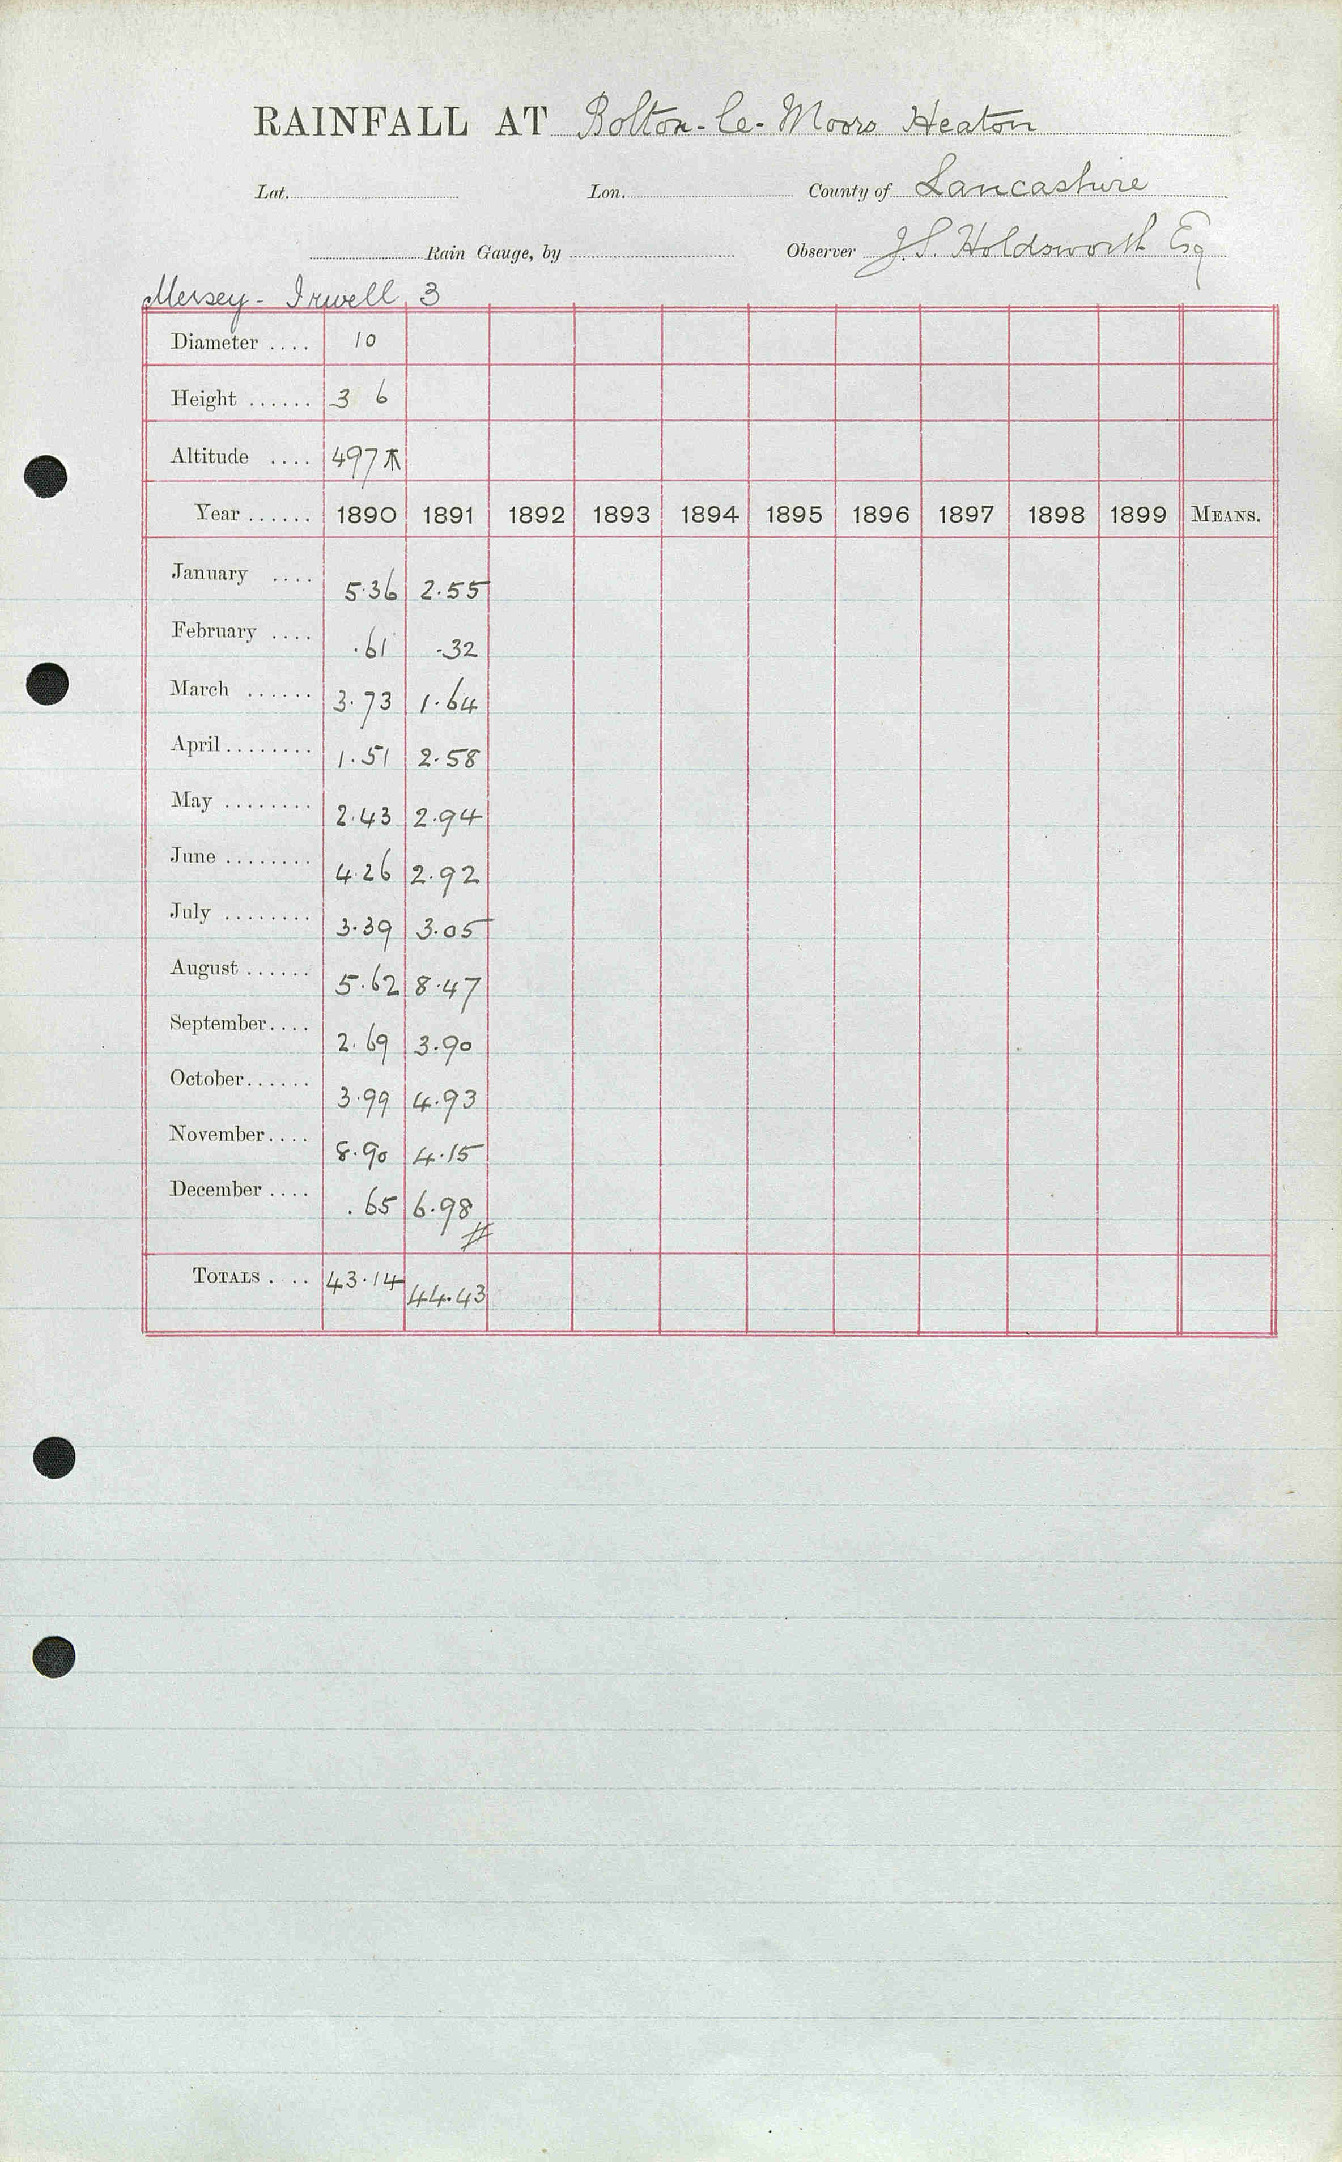 RAINFALL AT Bolton-le-Moors Heaton
Lat. Lon. County of Lancashire
Rain Gauge, by Observer J.S. Holdsworth Esq
Mersey - Irwell 3
Diameter .... 10
Height ...... 3 6
Altitude .... 497
Year ...... 1890 1891 1892 1893 1894 1895 1896 1897 1898 1899 MEANS.
January .... 5.36 2.55
February .... .61 .32
March ...... 3.73 1.64
April ........ 1.51 2.58
May ........ 2.43 2.94
June ........ 4.26 2.92
July ........ 3.39 3.05
August ...... 5.62 8.47
September.... 2.69 3.90
October...... 3.99 4.93
November.... 8.90 4.15
December .... .65 6.98
#
TOTALS . .. 43.14 44.43